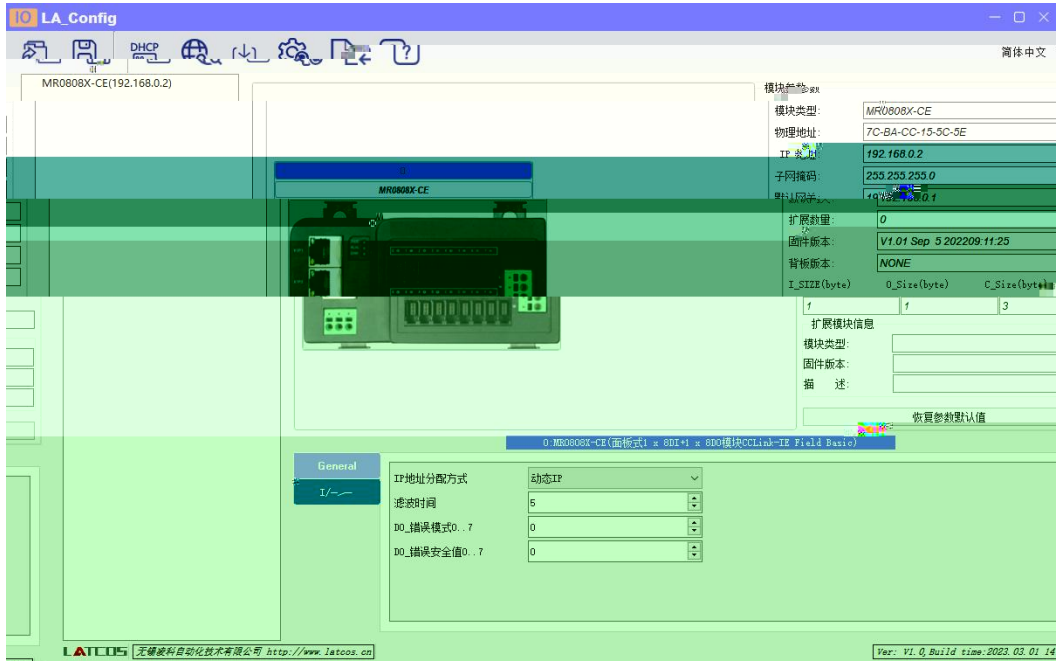 IO LA_Config
DHCP
简体中文
MR0808X-CE(192.168.0.2)
模块参数
模块类型: MR0808X-CE
物理地址: 7C-BA-CC-15-5C-5E
IP 192.168.0.2
子网掩码: 255.255.255.0
MR0808X-CE
扩展数量: 0
固件版本: V1.01 Sep 5 202209:11:25
背板版本: NONE
I_SIZE(byte) O_Size(byte) C_Size(byte)
1 1 3
扩展模块信息
模块类型:
固件版本:
描 述:
恢复参数默认值
0:MR0808X-CE(面板式1 x 8DI+1 x 8DO模块CCLink-IE Field Basic)
General
IP地址分配方式 动态IP
滤波时间 5
DO_错误模式0..7 0
DO_错误安全值0..7 0
LATCOS 无锡凌科自动化技术有限公司 http://www.latcos.cn
Ver: V1.0,Build time:2023.03.01 14